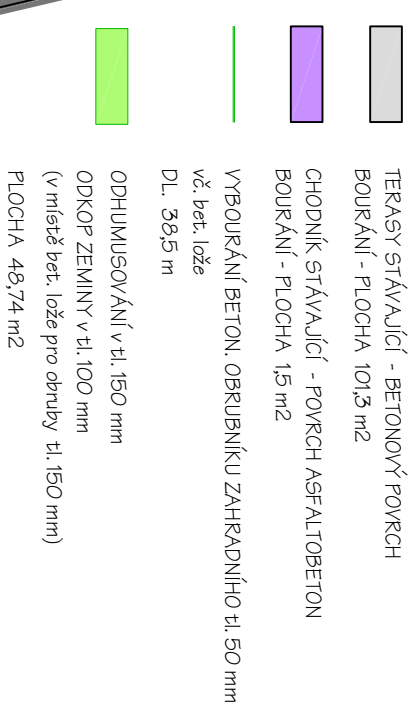 TERASY STÁVAJÍCÍ - BETONOVÝ POVRCH
BOURÁNÍ - PLOCHA 101,3 m2
CHODNÍK STÁVAJÍCÍ - POVRCH ASFALTOBETON
BOURÁNÍ - PLOCHA 1,5 m2
VYBOURÁNÍ BETON. OBRUBNÍKU ZAHRADNÍHO tl. 50 mm
vč. bet. lože
DL. 38,5 m
ODHUMUSOVÁNÍ v tl. 150 mm
ODKOP ZEMINY v tl. 100 mm
(v místě bet. lože pro obruby tl. 150 mm)
PLOCHA 48,74 m2